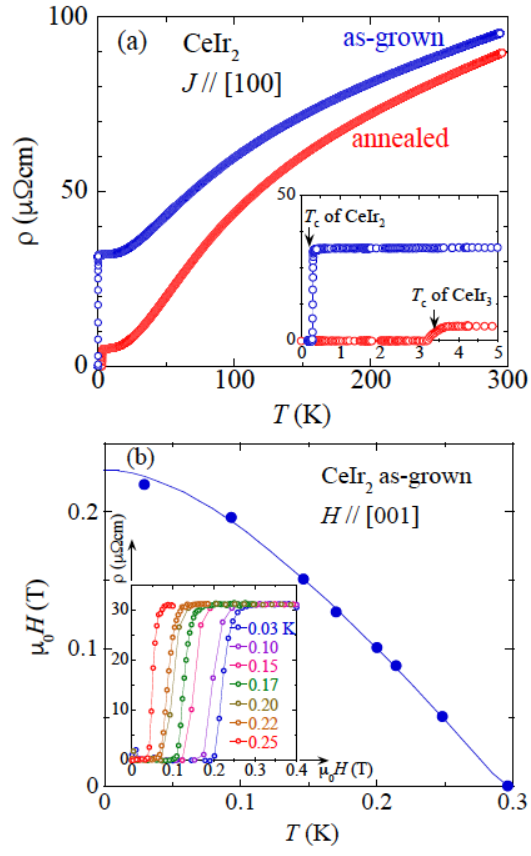 100
(a)
CeIr2
J // [100]
as-grown
annealed
50
ρ (μΩcm)
50
Tc of CeIr2
Tc of CeIr3
0
0 1 2 3 4 5
0
0 100 200 300
T (K)
(b)
CeIr2 as-grown
H // [001]
0.2
ρ (μΩcm)
30
20
10
0
0.03 K
0.10
0.15
0.17
0.20
0.22
0.25
0 0.1 0.2 0.3 0.4
μ0H (T)
μ0H (T)
0.1
0
0 0.1 0.2 0.3
T (K)